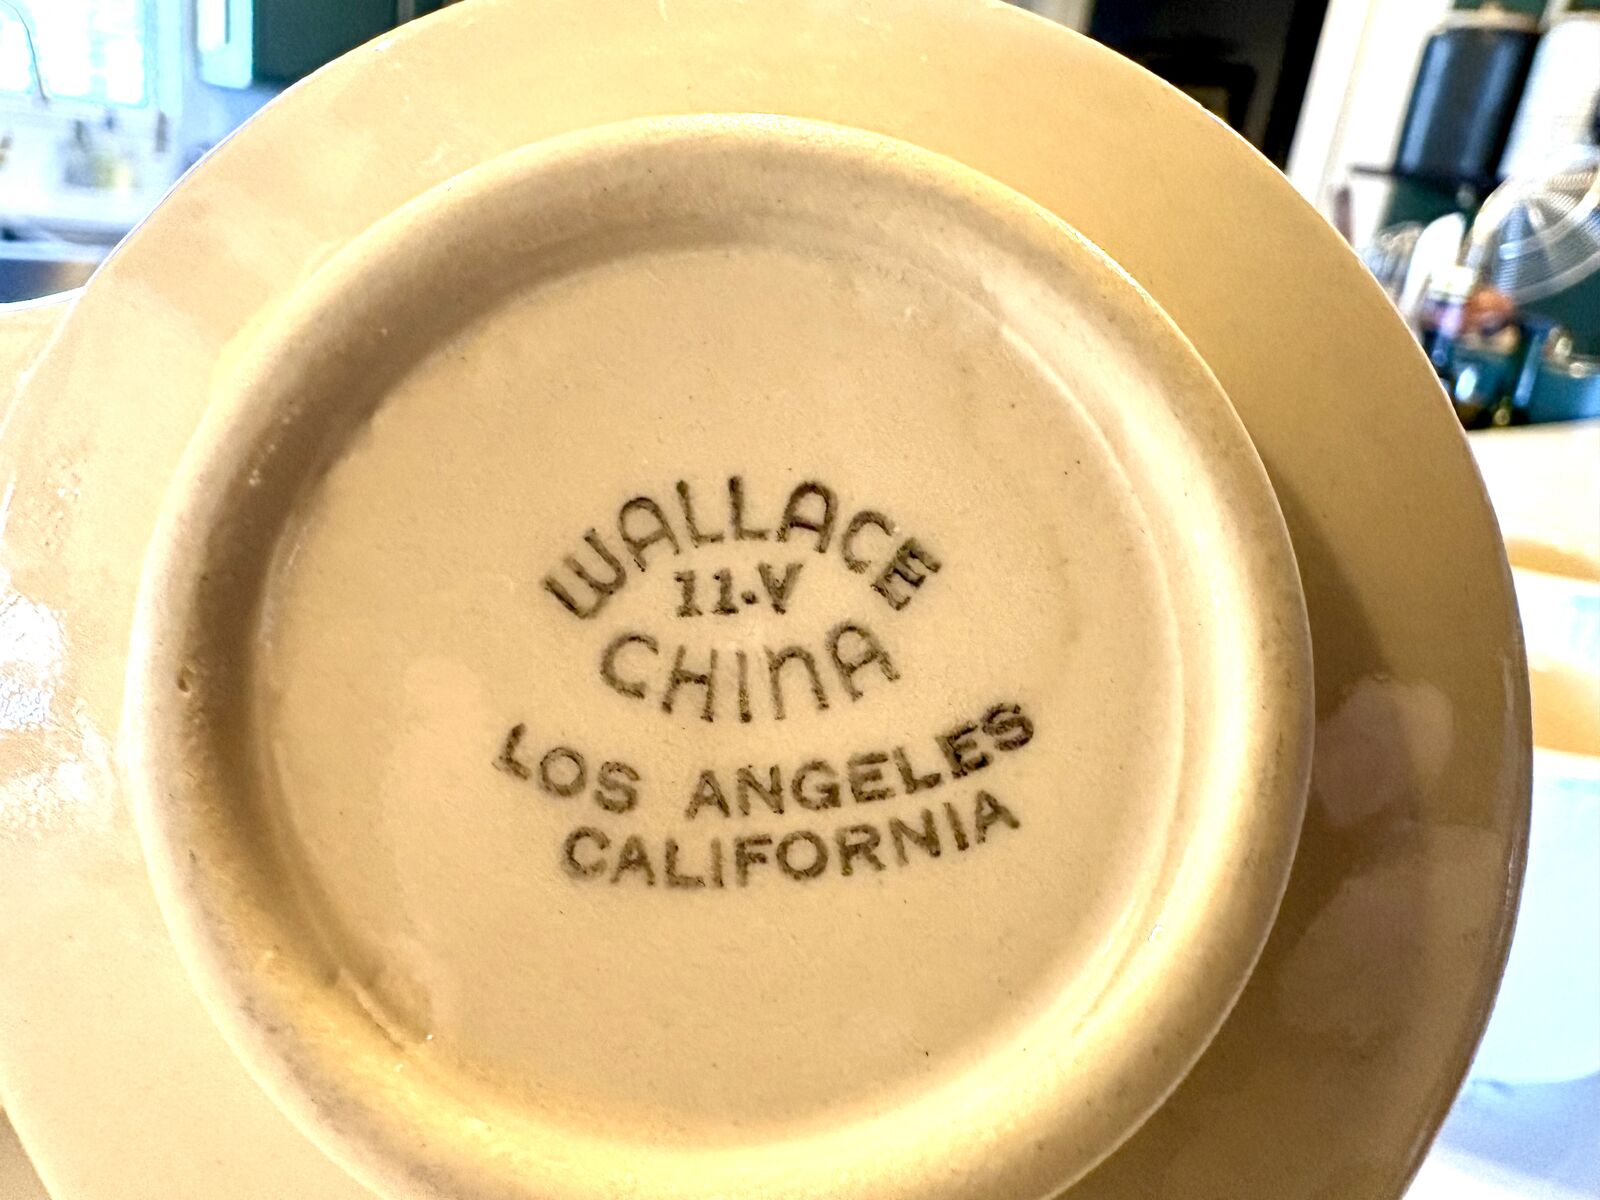 WALLACE
11-V
CHINA
LOS ANGELES
CALIFORNIA